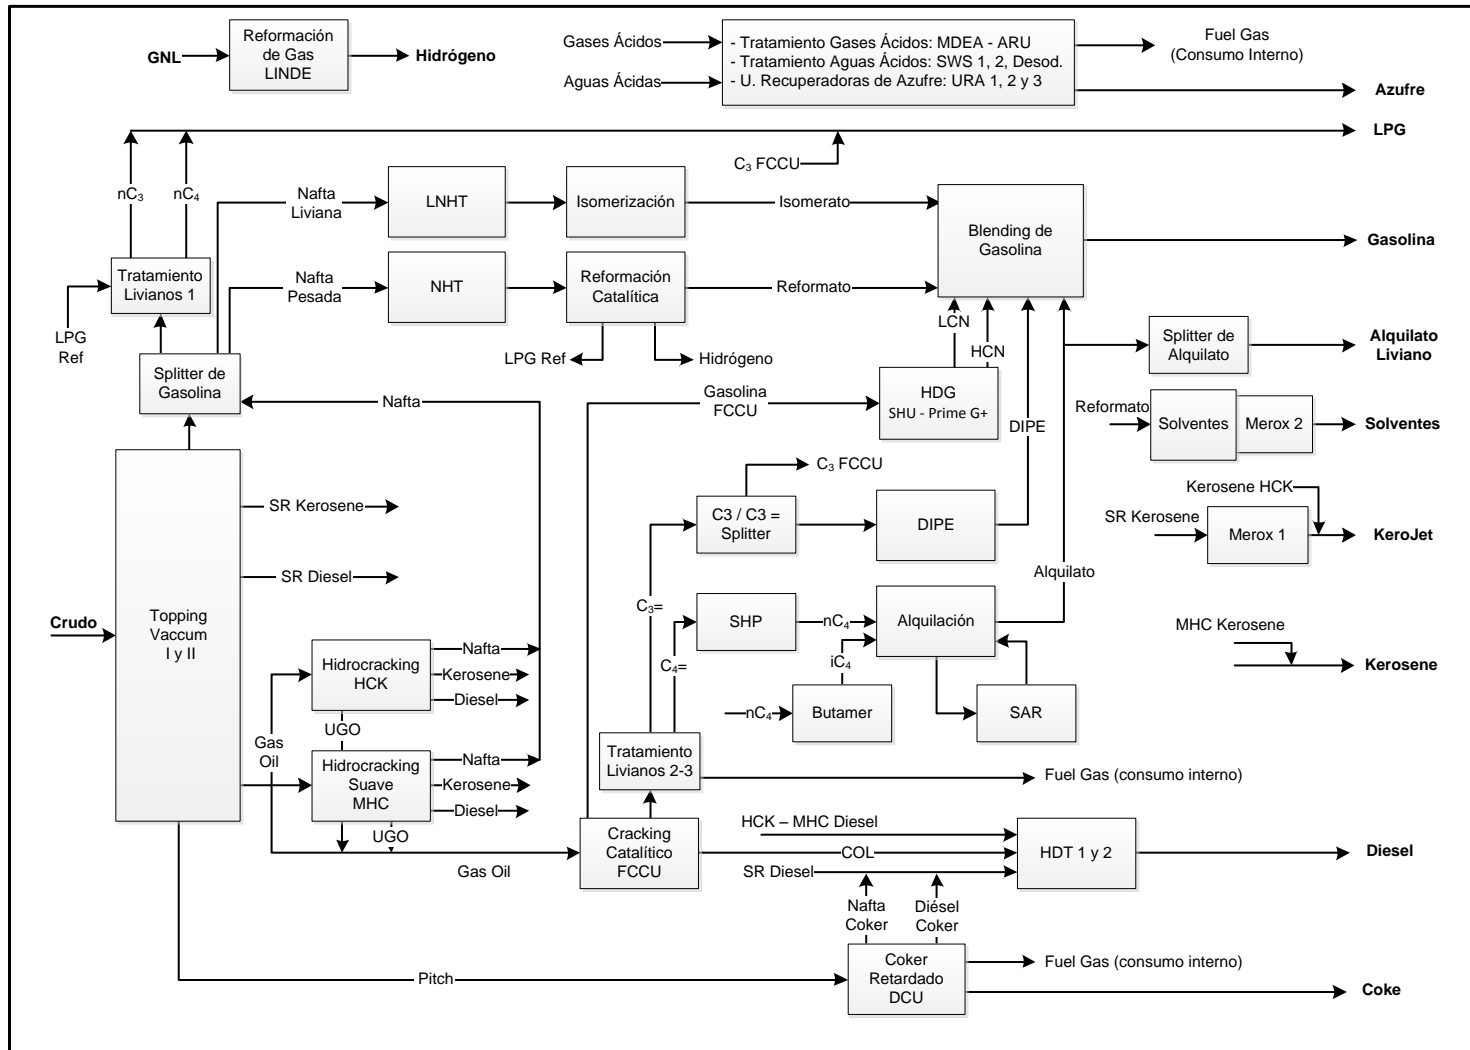 GNL
Reformación
de Gas
LINDE
Hidrógeno
Gases Ácidos
Aguas Ácidas
- Tratamiento Gases Ácidos: MDEA - ARU
- Tratamiento Aguas Ácidos: SWS 1, 2, Desod.
- U. Recuperadoras de Azufre: URA 1, 2 y 3
Fuel Gas
(Consumo Interno)
Azufre
LPG
C₃ FCCU
nC₃
nC₄
Nafta
Liviana
LNHT
Isomerización
Isomerato
Blending de
Gasolina
Gasolina
Tratamiento
Livianos 1
Nafta
Pesada
NHT
Reformación
Catalítica
Reformato
LPG
Ref
LPG Ref
Hidrógeno
LCN
HCN
Splitter de
Alquilato
Alquilato
Liviano
Splitter de
Gasolina
Nafta
Gasolina
FCCU
HDG
SHU - Prime G+
DIPE
Reformato
Solventes
Merox 2
Solventes
C₃ FCCU
Kerosene HCK
SR Kerosene
C3 / C3 =
Splitter
DIPE
SR Kerosene
Merox 1
KeroJet
SR Diesel
Alquilato
C₃=
Crudo
Topping
Vaccum
I y II
SHP
nC₄
Alquilación
MHC Kerosene
Kerosene
C₄=
iC₄
Hidrocracking
HCK
Nafta
Kerosene
Diesel
nC₄
Butamer
SAR
UGO
Gas
Oil
Hidrocracking
Suave
MHC
Nafta
Kerosene
Diesel
Tratamiento
Livianos 2-3
Fuel Gas (consumo interno)
UGO
HCK – MHC Diesel
Gas Oil
Cracking
Catalítico
FCCU
COL
SR Diesel
HDT 1 y 2
Diesel
Nafta
Coker
Diésel
Coker
Pitch
Coker
Retardado
DCU
Fuel Gas (consumo interno)
Coke